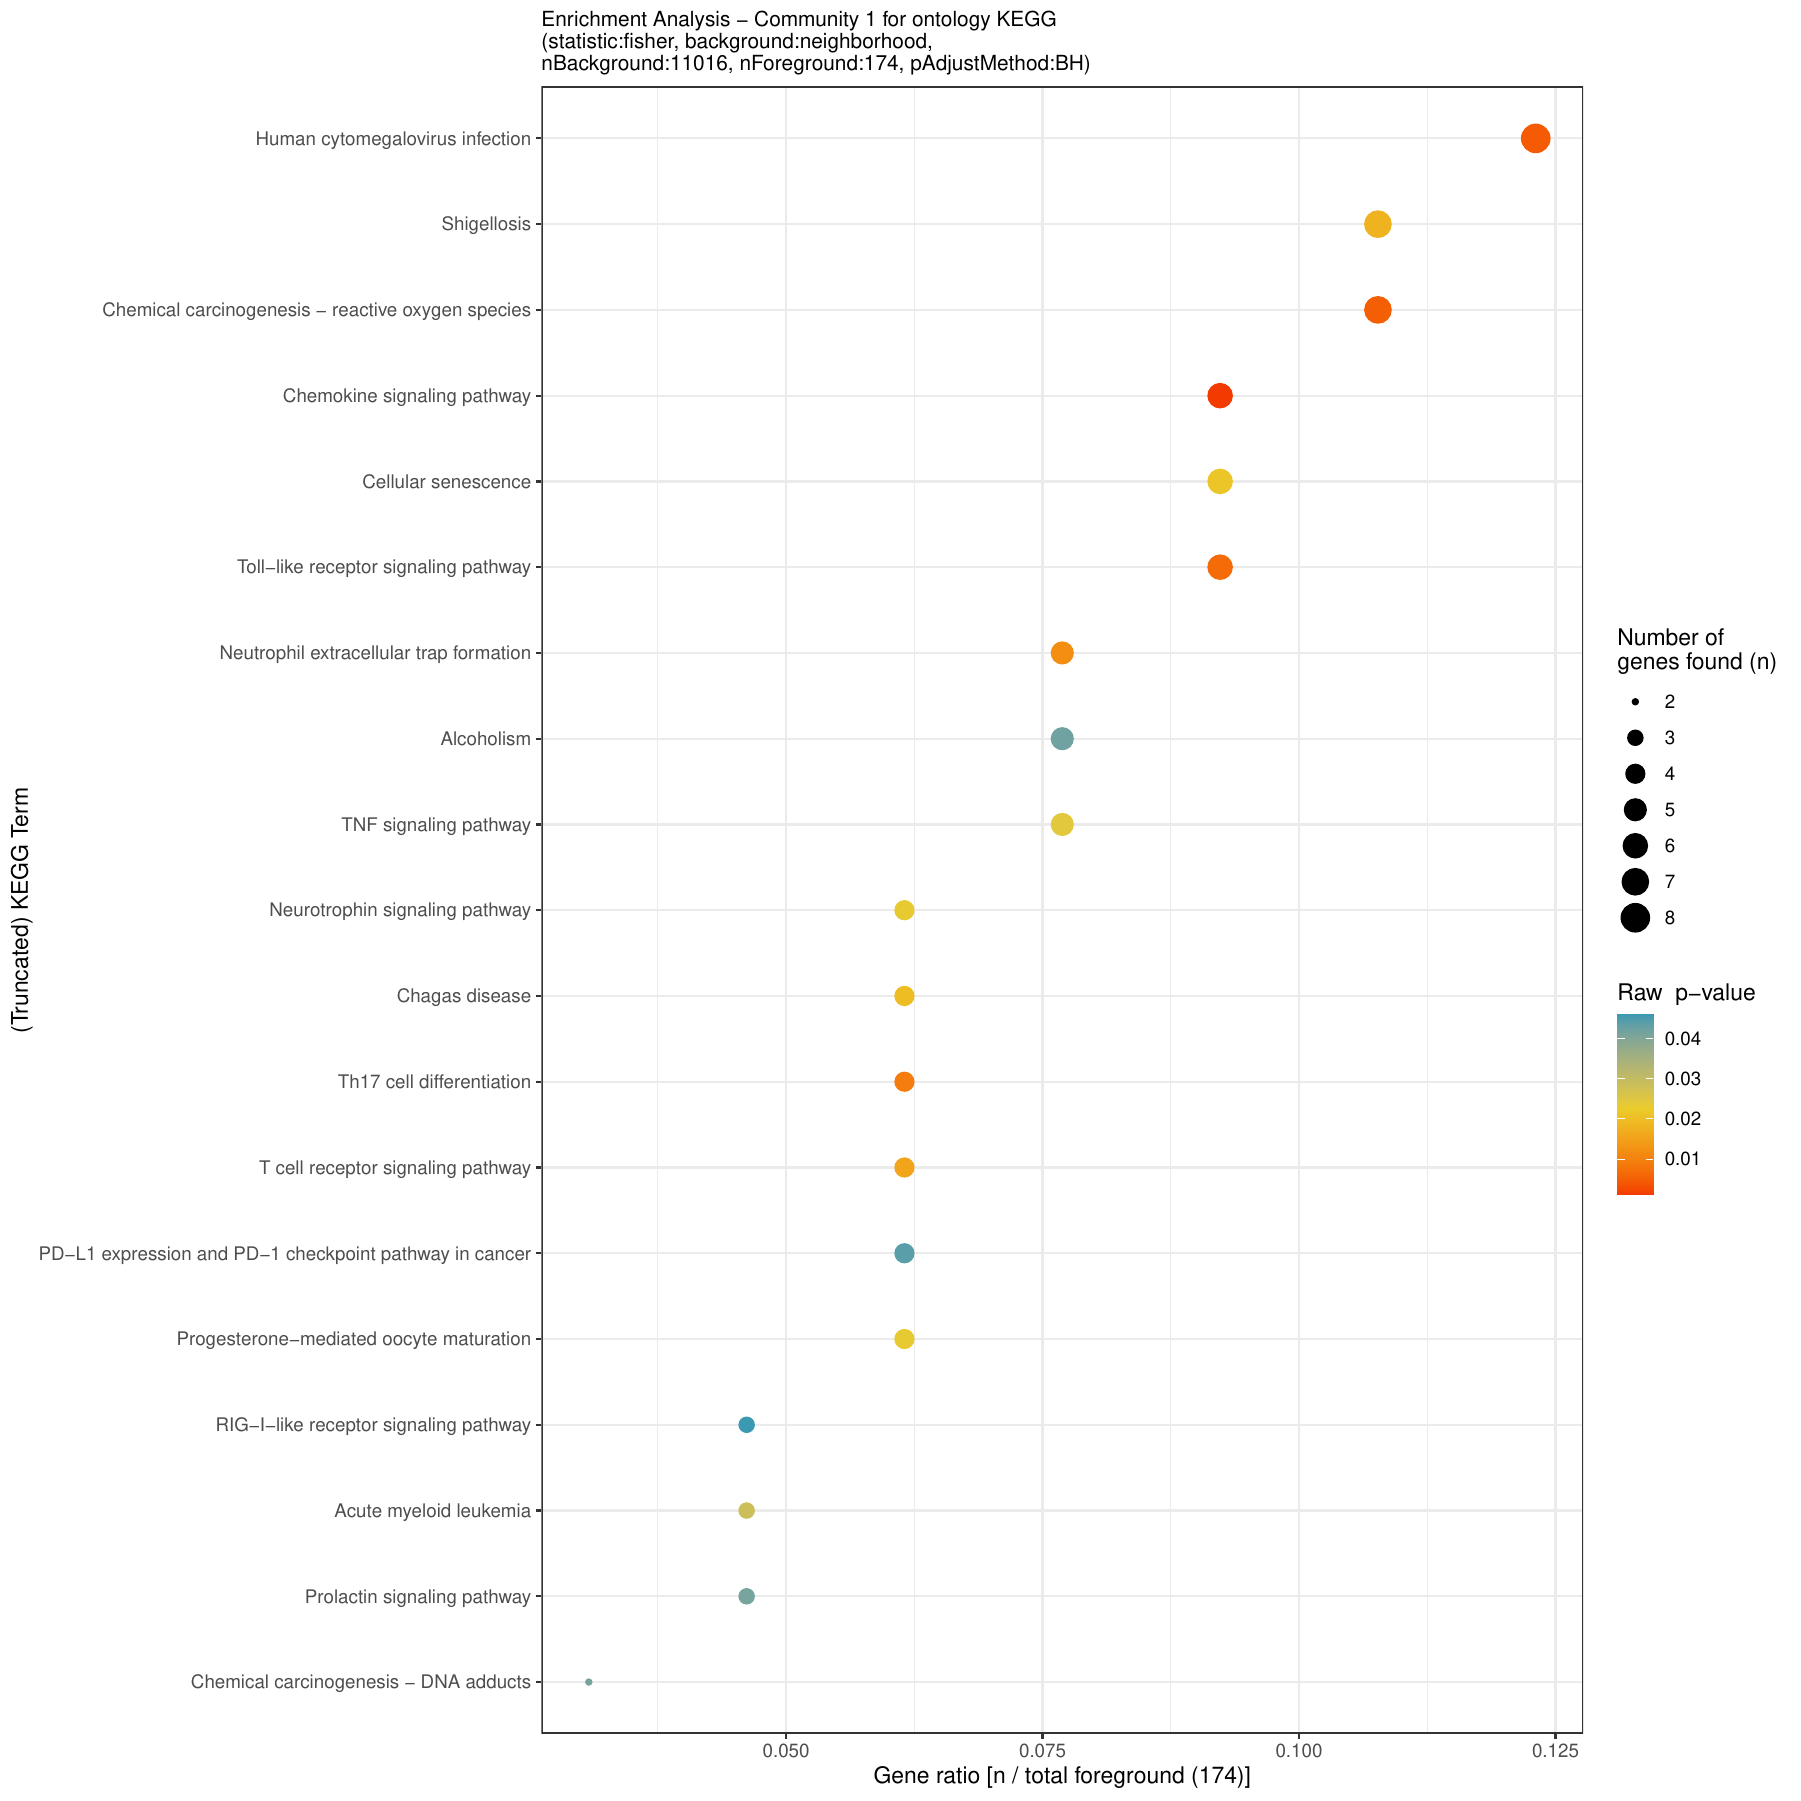 Enrichment Analysis – Community 1 for ontology KEGG
(statistic:fisher, background:neighborhood,
nBackground:11016, nForeground:174, pAdjustMethod:BH)
(Truncated) KEGG Term
Human cytomegalovirus infection
Shigellosis
Chemical carcinogenesis – reactive oxygen species
Chemokine signaling pathway
Cellular senescence
Toll–like receptor signaling pathway
Neutrophil extracellular trap formation
Alcoholism
TNF signaling pathway
Neurotrophin signaling pathway
Chagas disease
Th17 cell differentiation
T cell receptor signaling pathway
PD–L1 expression and PD–1 checkpoint pathway in cancer
Progesterone–mediated oocyte maturation
RIG–I–like receptor signaling pathway
Acute myeloid leukemia
Prolactin signaling pathway
Chemical carcinogenesis – DNA adducts
0.050
0.075
0.100
0.125
Gene ratio [n / total foreground (174)]
Number of
genes found (n)
2
3
4
5
6
7
8
Raw p–value
0.04
0.03
0.02
0.01